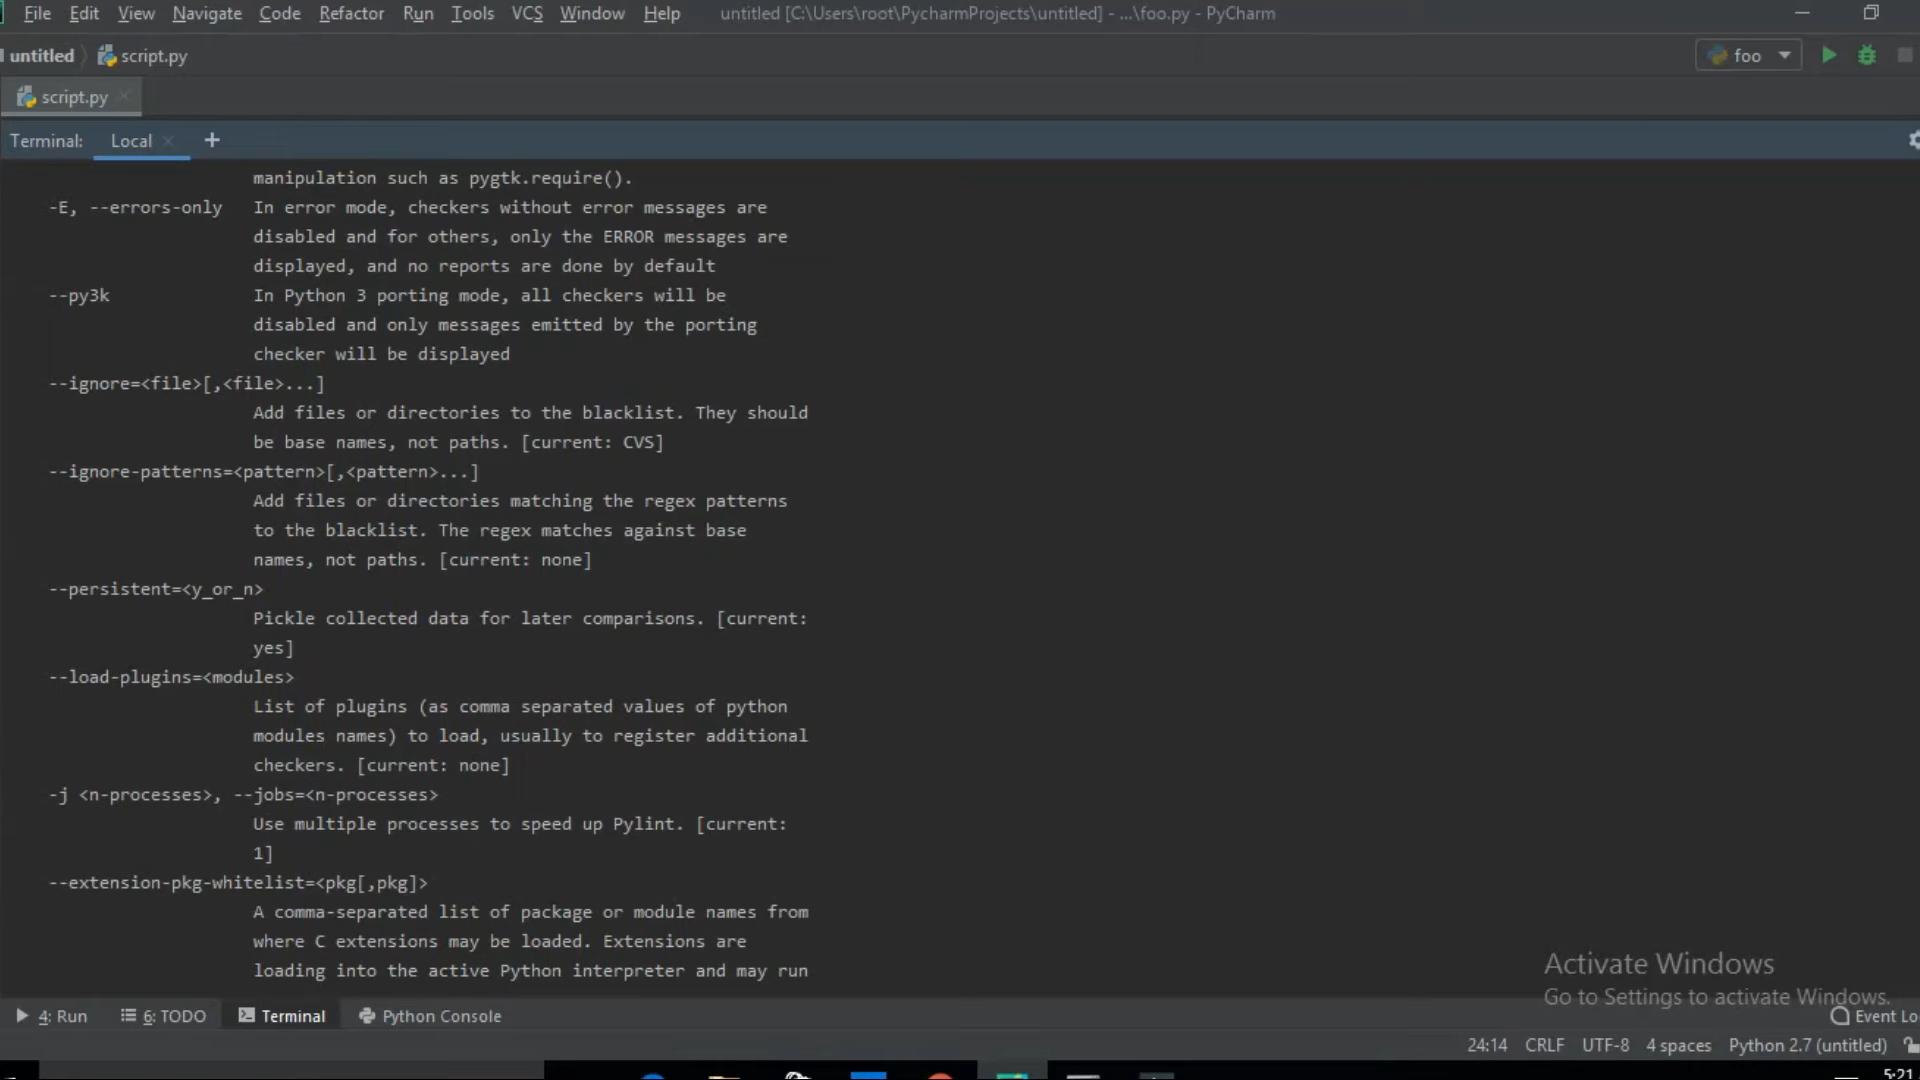 File Edit View Navigate Code Refactor Run Tools VCS Window Help untitled [C:\Users\root\PycharmProjects\untitled] - ...\foo.py - PyCharm
untitled script.py foo
script.py
Terminal: Local +
manipulation such as pygtk.require().
-E, --errors-only In error mode, checkers without error messages are
disabled and for others, only the ERROR messages are
displayed, and no reports are done by default
--py3k In Python 3 porting mode, all checkers will be
disabled and only messages emitted by the porting
checker will be displayed
--ignore=<file>[,<file>...]
Add files or directories to the blacklist. They should
be base names, not paths. [current: CVS]
--ignore-patterns=<pattern>[,<pattern>...]
Add files or directories matching the regex patterns
to the blacklist. The regex matches against base
names, not paths. [current: none]
--persistent=<y_or_n>
Pickle collected data for later comparisons. [current:
yes]
--load-plugins=<modules>
List of plugins (as comma separated values of python
modules names) to load, usually to register additional
checkers. [current: none]
-j <n-processes>, --jobs=<n-processes>
Use multiple processes to speed up Pylint. [current:
1]
--extension-pkg-whitelist=<pkg[,pkg]>
A comma-separated list of package or module names from
where C extensions may be loaded. Extensions are
loading into the active Python interpreter and may run
Activate Windows
Go to Settings to activate Windows.
4: Run 6: TODO Terminal Python Console Event Lo
24:14 CRLF UTF-8 4 spaces Python 2.7 (untitled)
5:21